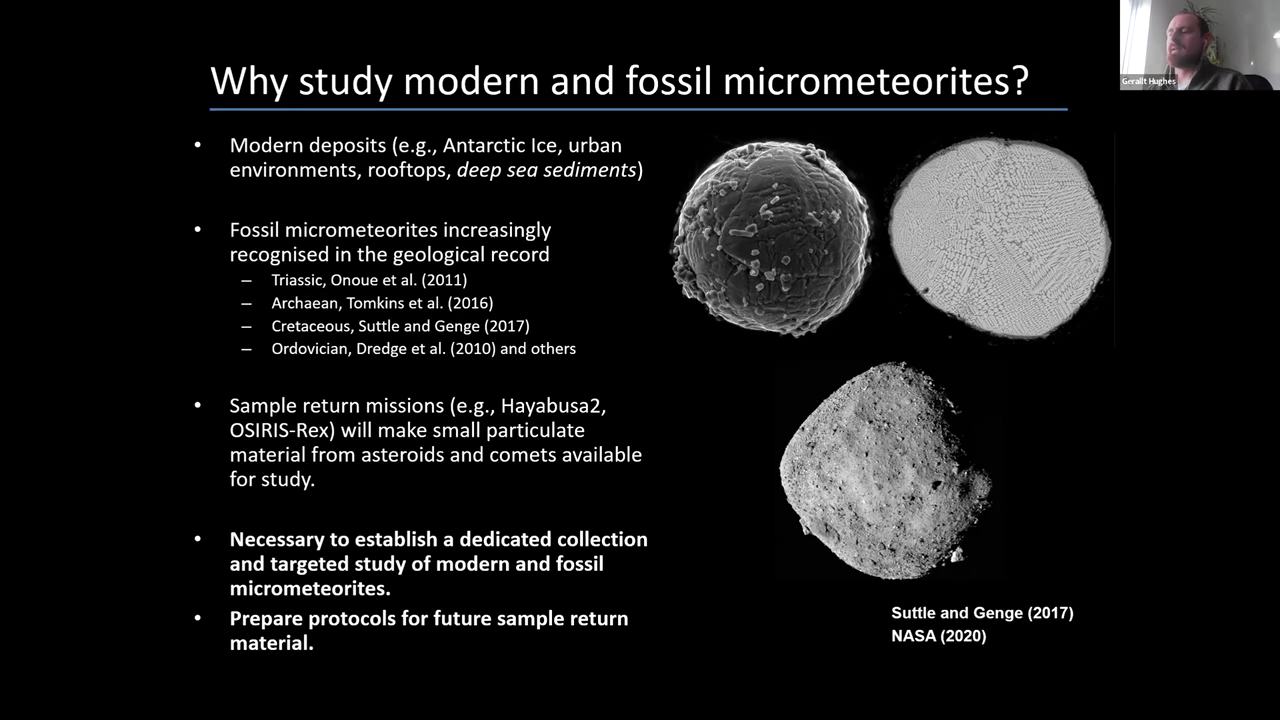 Why study modern and fossil micrometeorites?
Gerallt Hughes
• Modern deposits (e.g., Antarctic Ice, urban
environments, rooftops, deep sea sediments)
• Fossil micrometeorites increasingly
recognised in the geological record
– Triassic, Onoue et al. (2011)
– Archaean, Tomkins et al. (2016)
– Cretaceous, Suttle and Genge (2017)
– Ordovician, Dredge et al. (2010) and others
• Sample return missions (e.g., Hayabusa2,
OSIRIS-Rex) will make small particulate
material from asteroids and comets available
for study.
• Necessary to establish a dedicated collection
and targeted study of modern and fossil
micrometeorites.
• Prepare protocols for future sample return
material.
Suttle and Genge (2017)
NASA (2020)